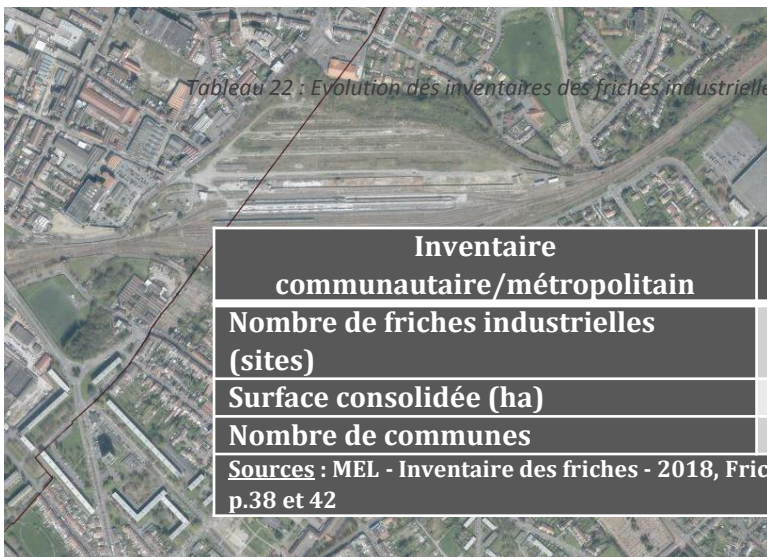 Tableau 22 : Evolution des inventaires des friches industrielle
Inventaire
communautaire/métropolitain
Nombre de friches industrielles
(sites)
Surface consolidée (ha)
Nombre de communes
Sources : MEL - Inventaire des friches - 2018, Fric
p.38 et 42